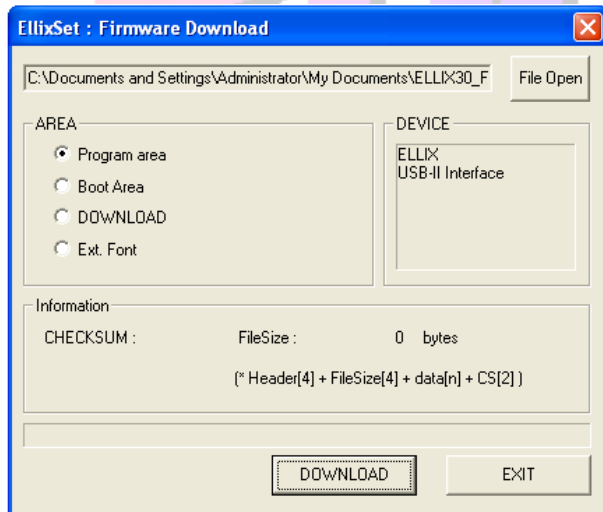 EllixSet : Firmware Download
C:\Documents and Settings\Administrator\My Documents\ELLIX30_F
File Open
AREA
Program area
Boot Area
DOWNLOAD
Ext. Font
DEVICE
ELLIX
USB-II Interface
Information
CHECKSUM : FileSize : 0 bytes
(* Header[4] + FileSize[4] + data[n] + CS[2] )
DOWNLOAD EXIT